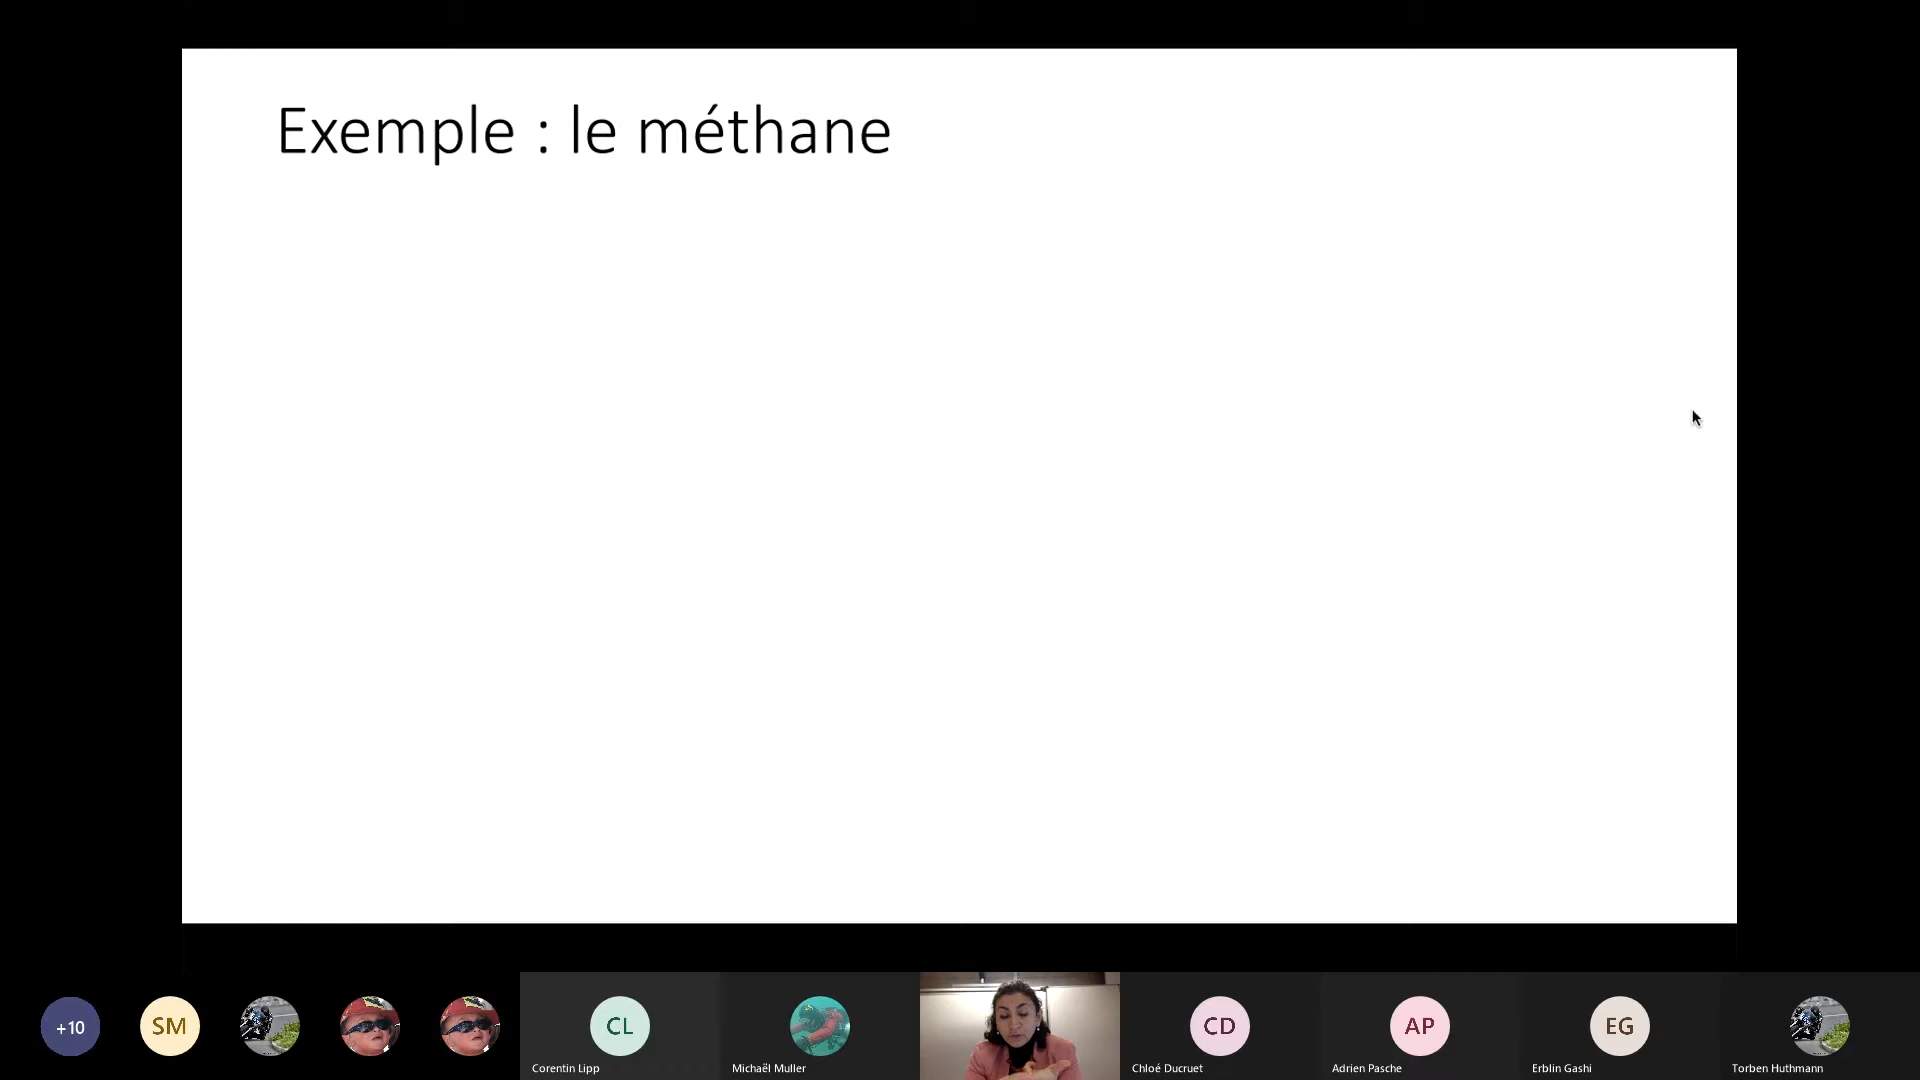 Exemple : le méthane
+10
SM
CL
CD
AP
EG
Corentin Lipp
Michaël Muller
Chloé Ducruet
Adrien Pasche
Erblin Gashi
Torben Huthmann